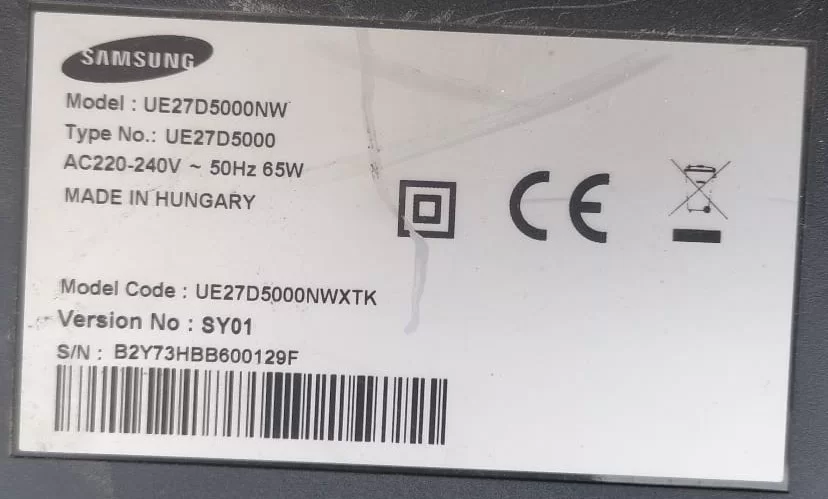 SAMSUNG
Model : UE27D5000NW
Type No.: UE27D5000
AC220-240V ~ 50Hz 65W
MADE IN HUNGARY
Model Code : UE27D5000NWXTK
Version No : SY01
S/N : B2Y73HBB600129F